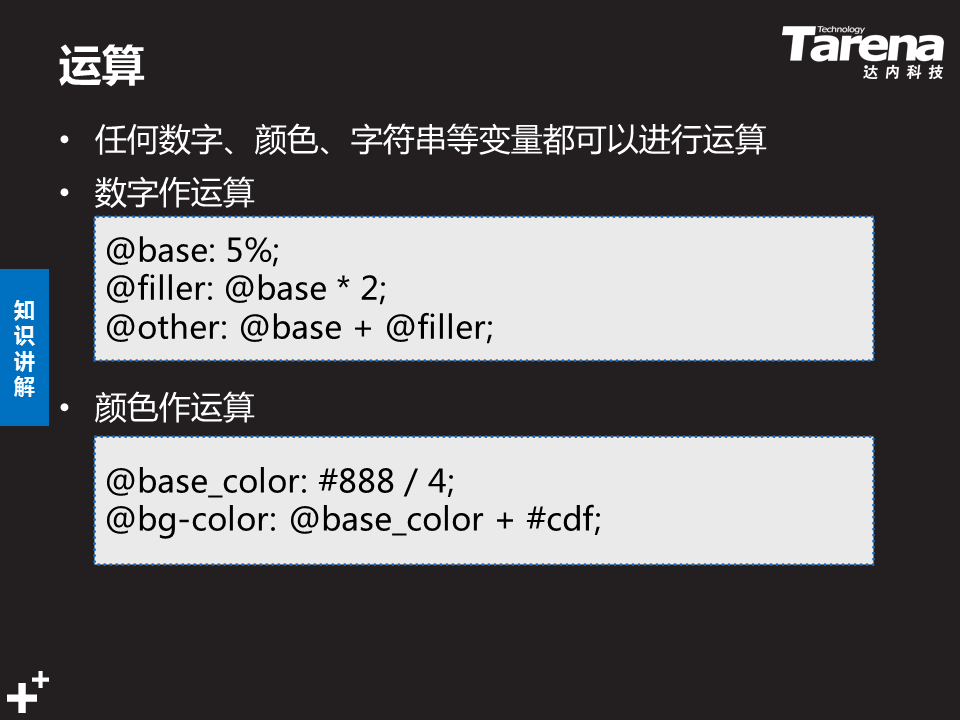 运算
Technology
Tarena
达内科技
• 任何数字、颜色、字符串等变量都可以进行运算
• 数字作运算
@base: 5%;
@filler: @base * 2;
@other: @base + @filler;
知识讲解
• 颜色作运算
@base_color: #888 / 4;
@bg-color: @base_color + #cdf;